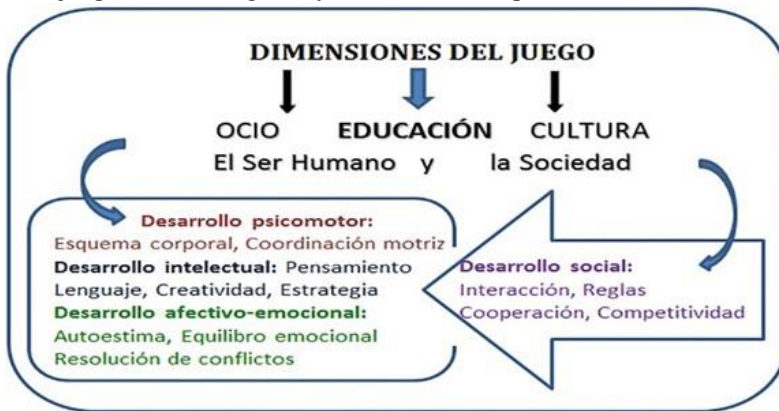 DIMENSIONES DEL JUEGO
OCIO EDUCACIÓN CULTURA
El Ser Humano y la Sociedad
Desarrollo psicomotor:
Esquema corporal, Coordinación motriz
Desarrollo intelectual: Pensamiento
Lenguaje, Creatividad, Estrategia
Desarrollo afectivo-emocional:
Autoestima, Equilibro emocional
Resolución de conflictos
Desarrollo social:
Interacción, Reglas
Cooperación, Competitividad